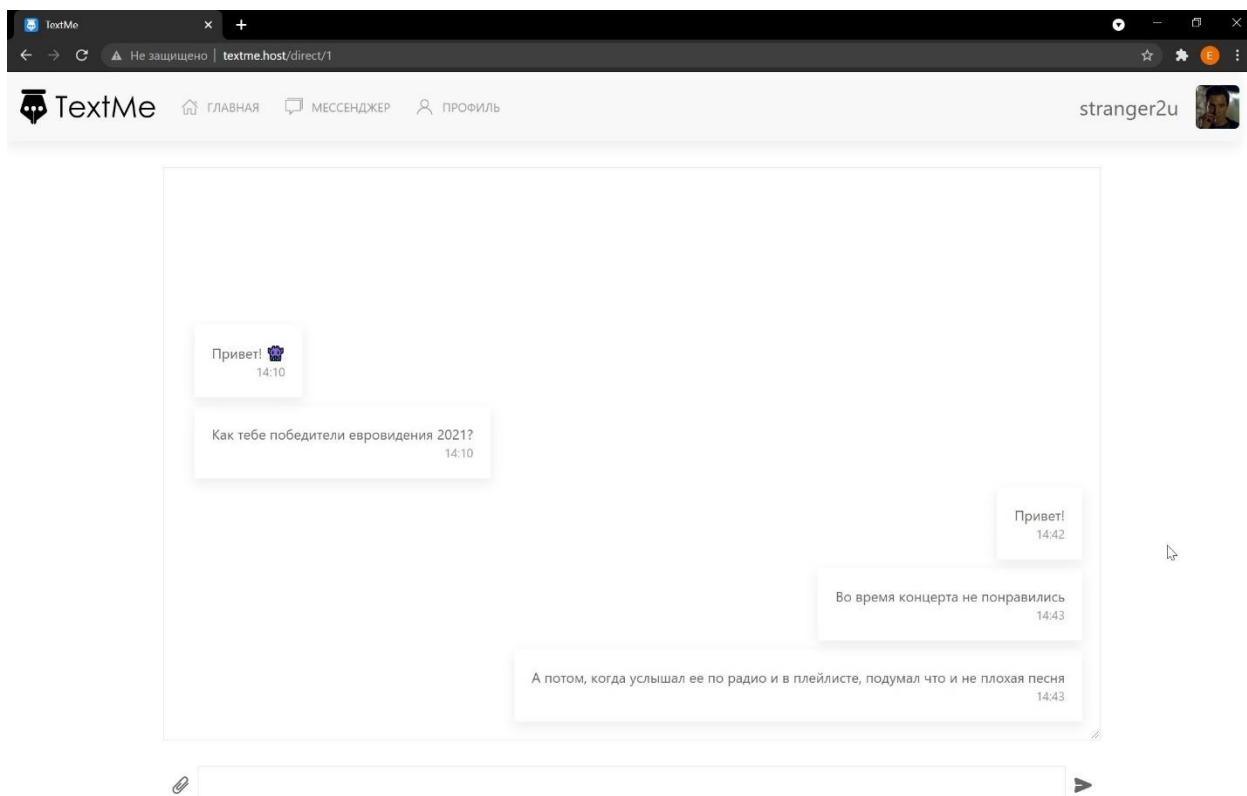 TextMe
Не защищено | textme.host/direct/1
E
TextMe ГЛАВНАЯ МЕССЕНДЖЕР ПРОФИЛЬ stranger2u
Привет!
14:10
Как тебе победители евровидения 2021?
14:10
Привет!
14:42
Во время концерта не понравились
14:43
А потом, когда услышал ее по радио и в плейлисте, подумал что и не плохая песня
14:43